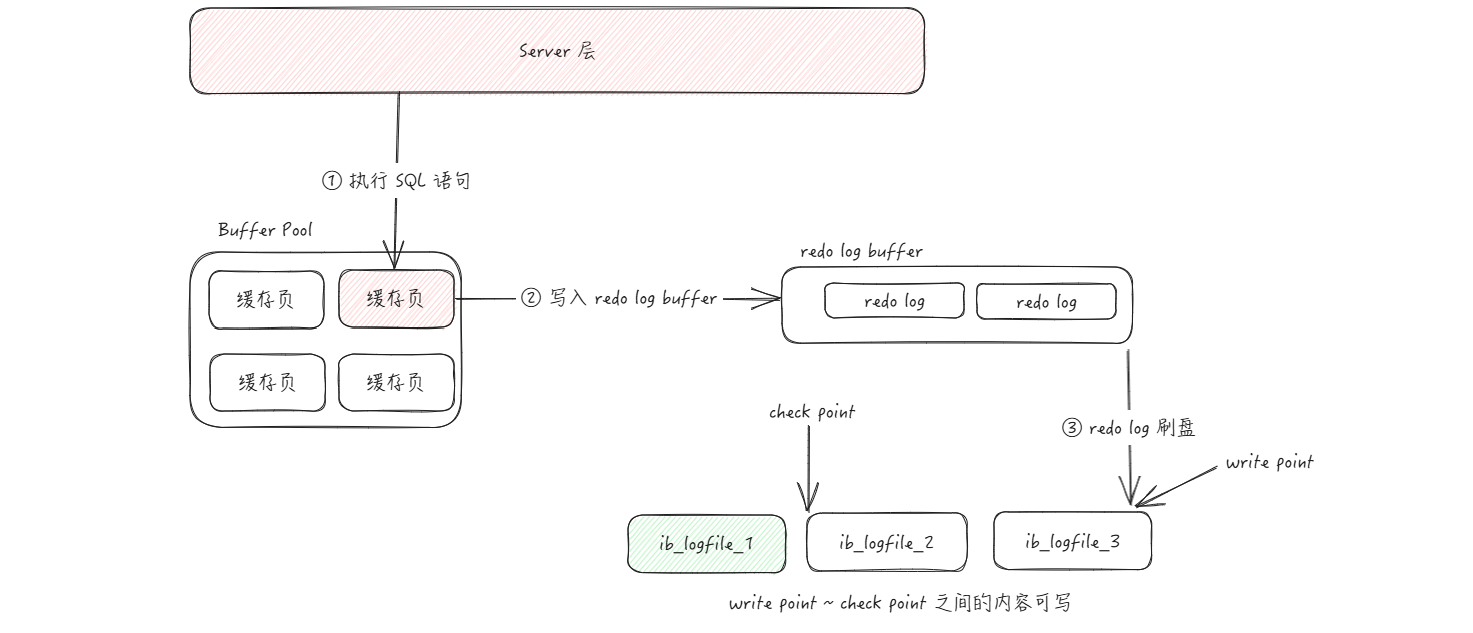 Server 层
① 执行 SQL 语句
Buffer Pool
缓存页
缓存页
缓存页
缓存页
② 写入 redo log buffer
redo log buffer
redo log
redo log
③ redo log 刷盘
check point
write point
ib_logfile_1
ib_logfile_2
ib_logfile_3
write point ~ check point 之间的内容可写